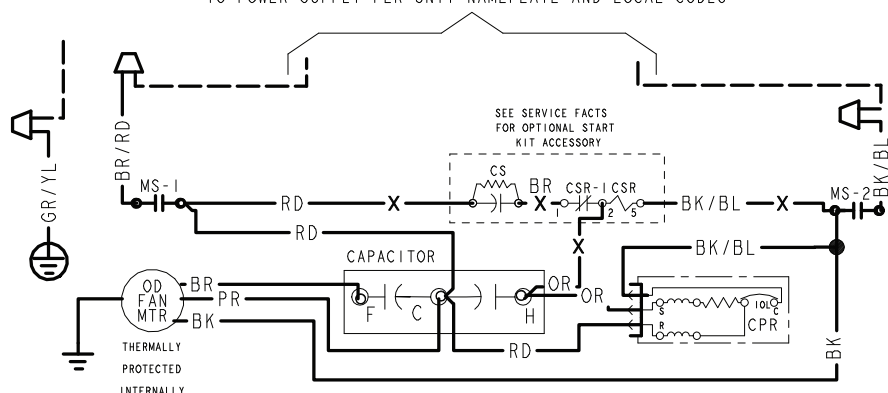 TO POWER SUPPLY PER UNIT NAMEPLATE AND LOCAL CODES
SEE SERVICE FACTS
FOR OPTIONAL START
KIT ACCESSORY
BR/RD
GR/YL
BK/BL
MS-1
RD
X
CS
BR
X
CSR-1
CSR
1
2
5
BK/BL
X
MS-2
RD
X
BK/BL
CAPACITOR
OD
FAN
MTR
BR
PR
BK
F
C
H
OR
OR
S
R
IOL
C
CPR
RD
BK
THERMALLY
PROTECTED
INTERNALLY